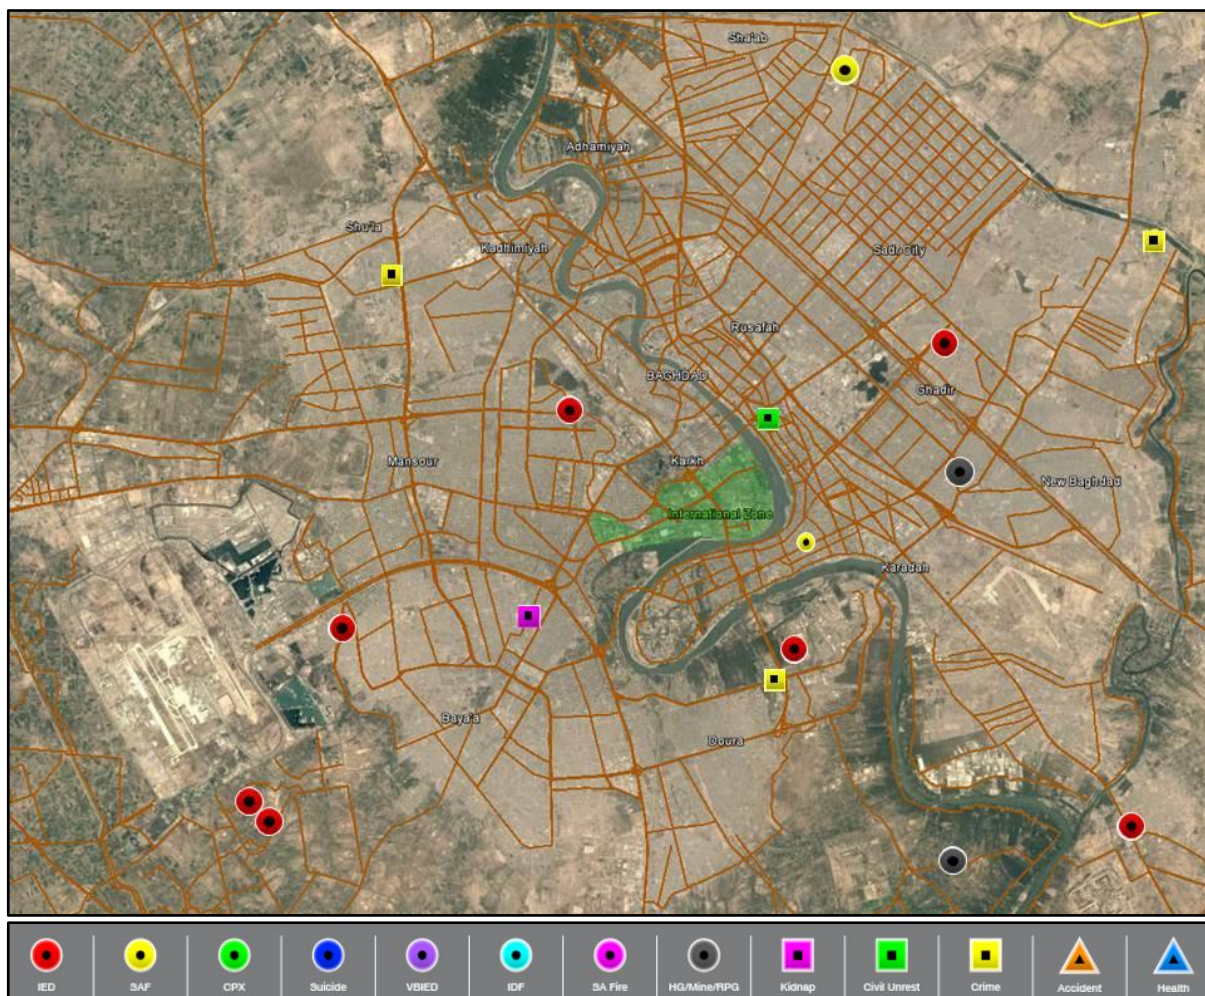 Sha'ab
Adhamiyah
Shu'la
Kadhimiyah
Sadr City
Rusafah
BAGHDAD
Ghadir
Mansour
Karkh
New Baghdad
International Zone
Karadah
Baya'a
Doura
IED
SAF
CPX
Suicide
VBIED
IDF
SA Fire
HG/Mine/RPG
Kidnap
Civil Unrest
Crime
Accident
Health